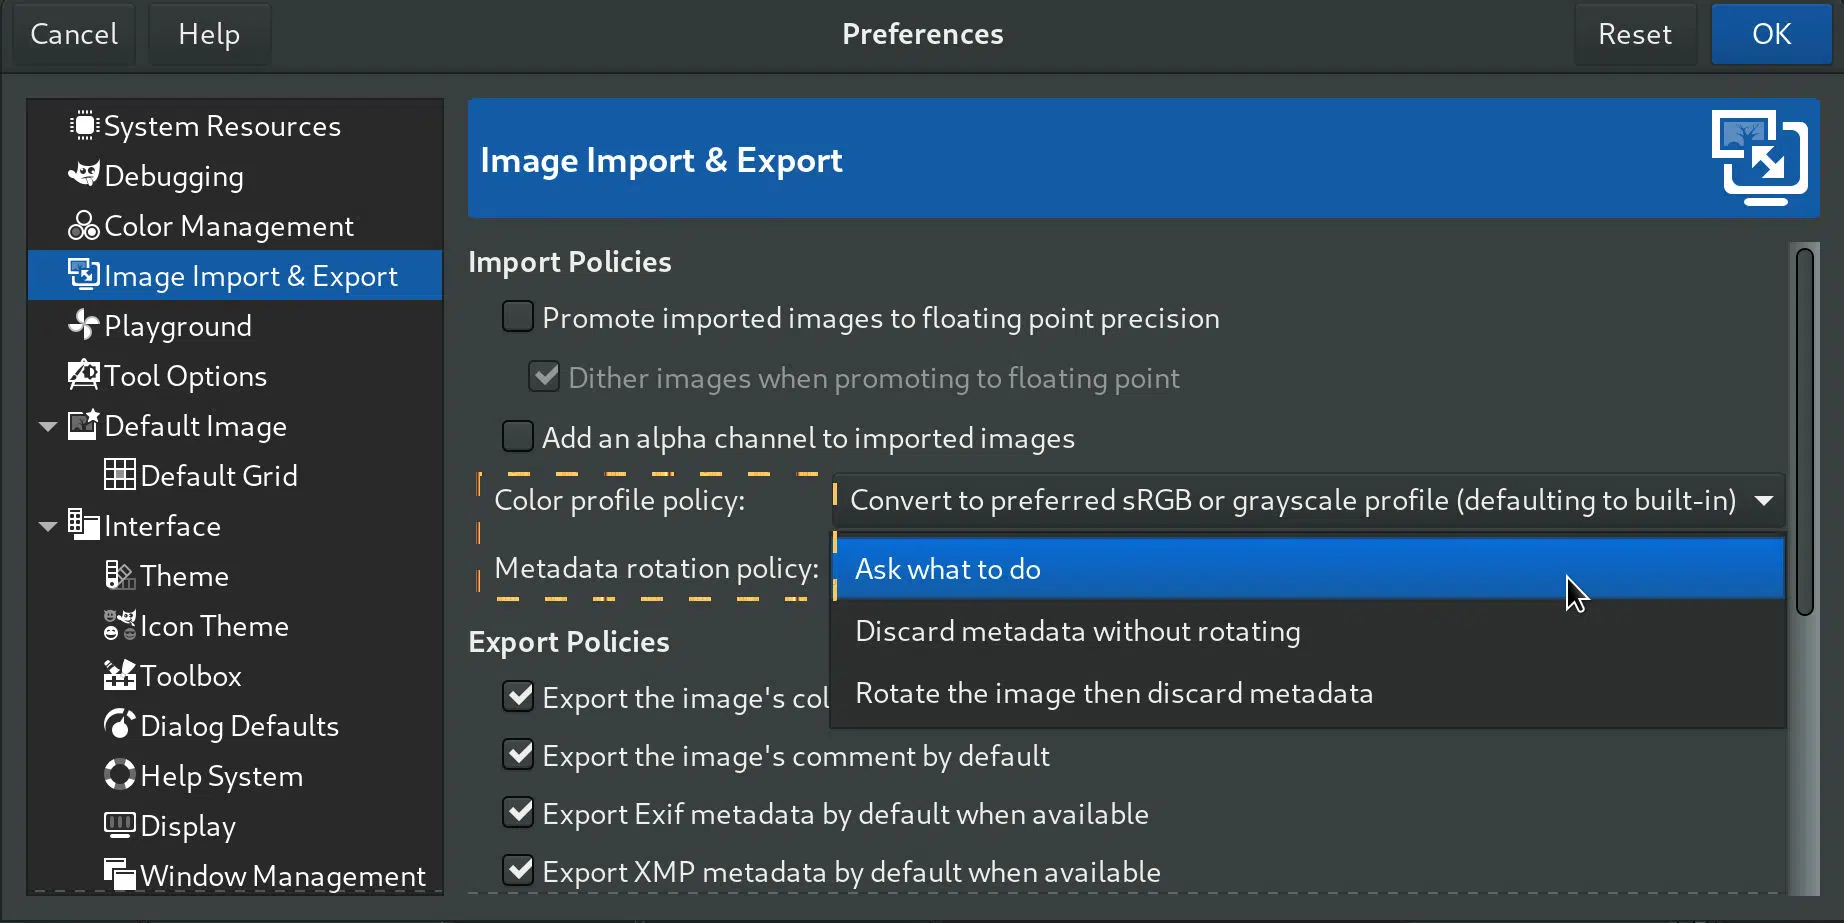 Cancel Help Preferences Reset OK
System Resources
Debugging
Color Management
Image Import & Export
Playground
Tool Options
Default Image
Default Grid
Interface
Theme
Icon Theme
Toolbox
Dialog Defaults
Help System
Display
Window Management
Image Import & Export
Import Policies
Promote imported images to floating point precision
Dither images when promoting to floating point
Add an alpha channel to imported images
Color profile policy: Convert to preferred sRGB or grayscale profile (defaulting to built-in)
Metadata rotation policy: Ask what to do
Discard metadata without rotating
Rotate the image then discard metadata
Export Policies
Export the image's col
Export the image's comment by default
Export Exif metadata by default when available
Export XMP metadata by default when available